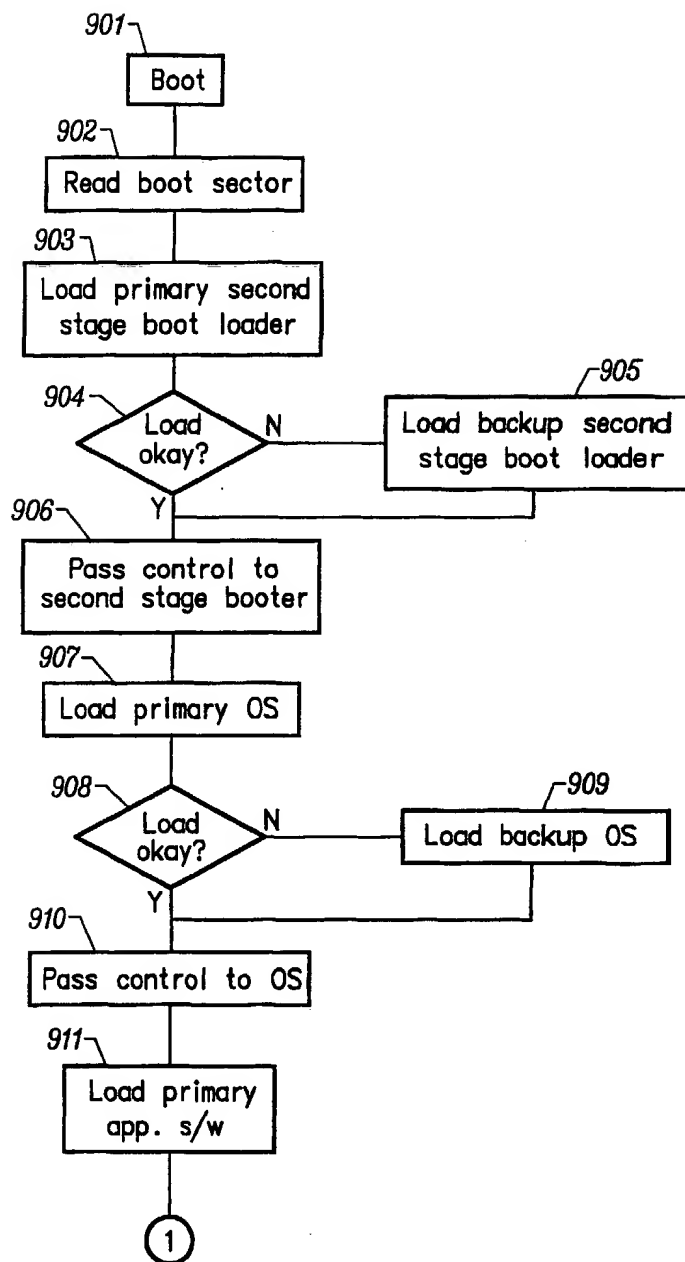 901
Boot
902
Read boot sector
903
Load primary second
stage boot loader
904
Load
okay?
N
Y
905
Load backup second
stage boot loader
906
Pass control to
second stage booter
907
Load primary OS
908
Load
okay?
N
Y
909
Load backup OS
910
Pass control to OS
911
Load primary
app. s/w
1